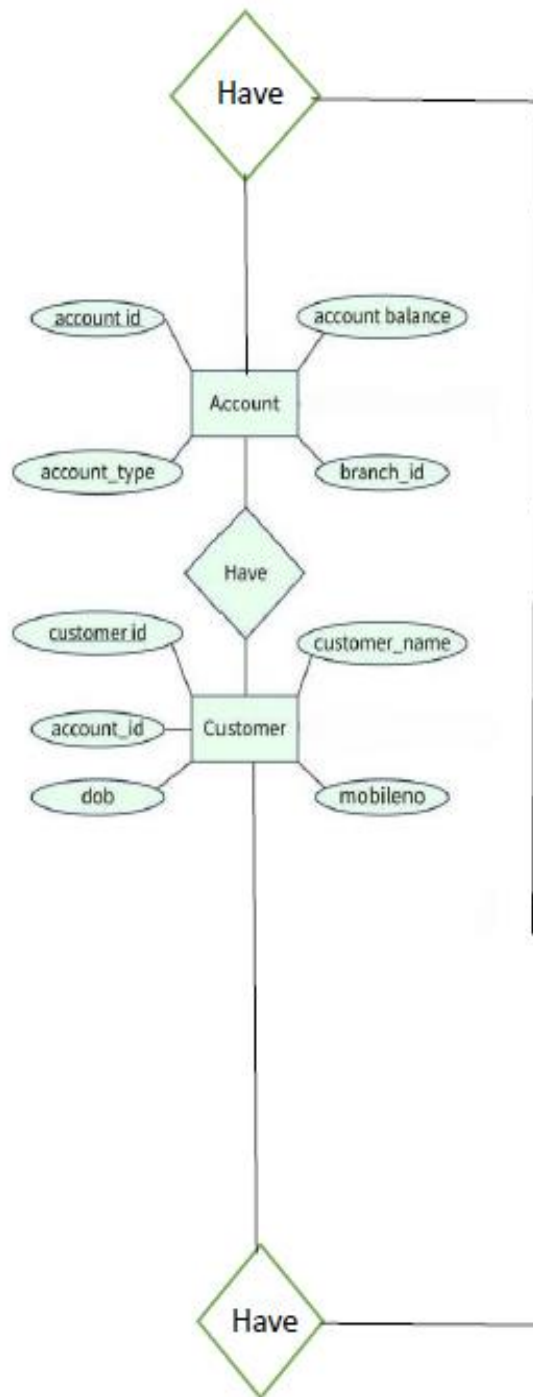 Have
account id
account balance
Account
account_type
branch_id
Have
customer id
customer_name
account_id
Customer
dob
mobileno
Have